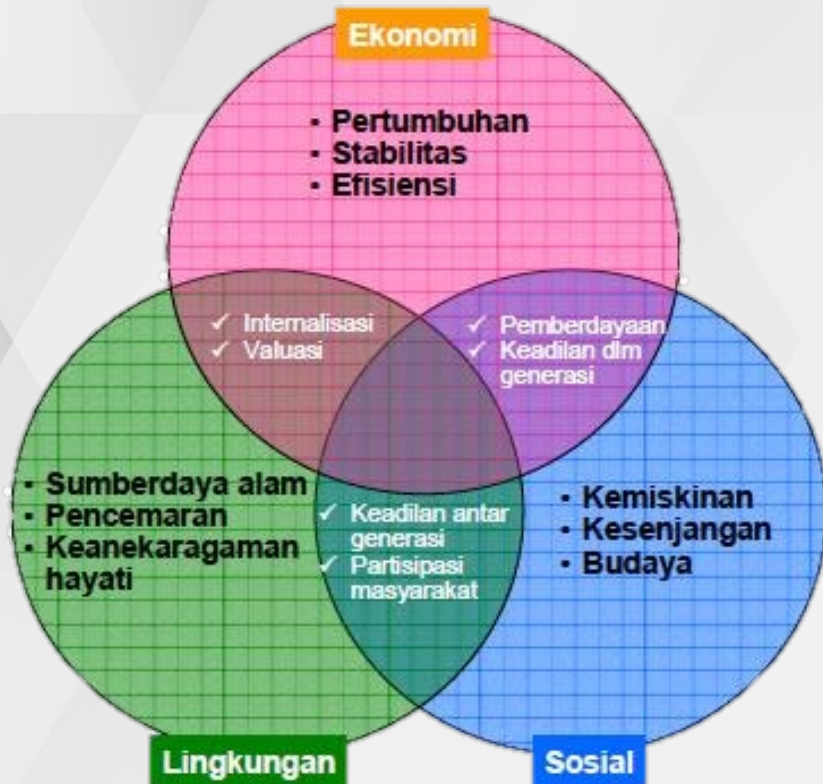 Ekonomi
• Pertumbuhan
• Stabilitas
• Efisiensi
✓ Internalisasi
✓ Valuasi
✓ Pemberdayaan
✓ Keadilan dlm
generasi
• Sumberdaya alam
• Pencemaran
• Keanekaragaman
hayati
✓ Keadilan antar
generasi
✓ Partisipasi
masyarakat
• Kemiskinan
• Kesenjangan
• Budaya
Lingkungan
Sosial